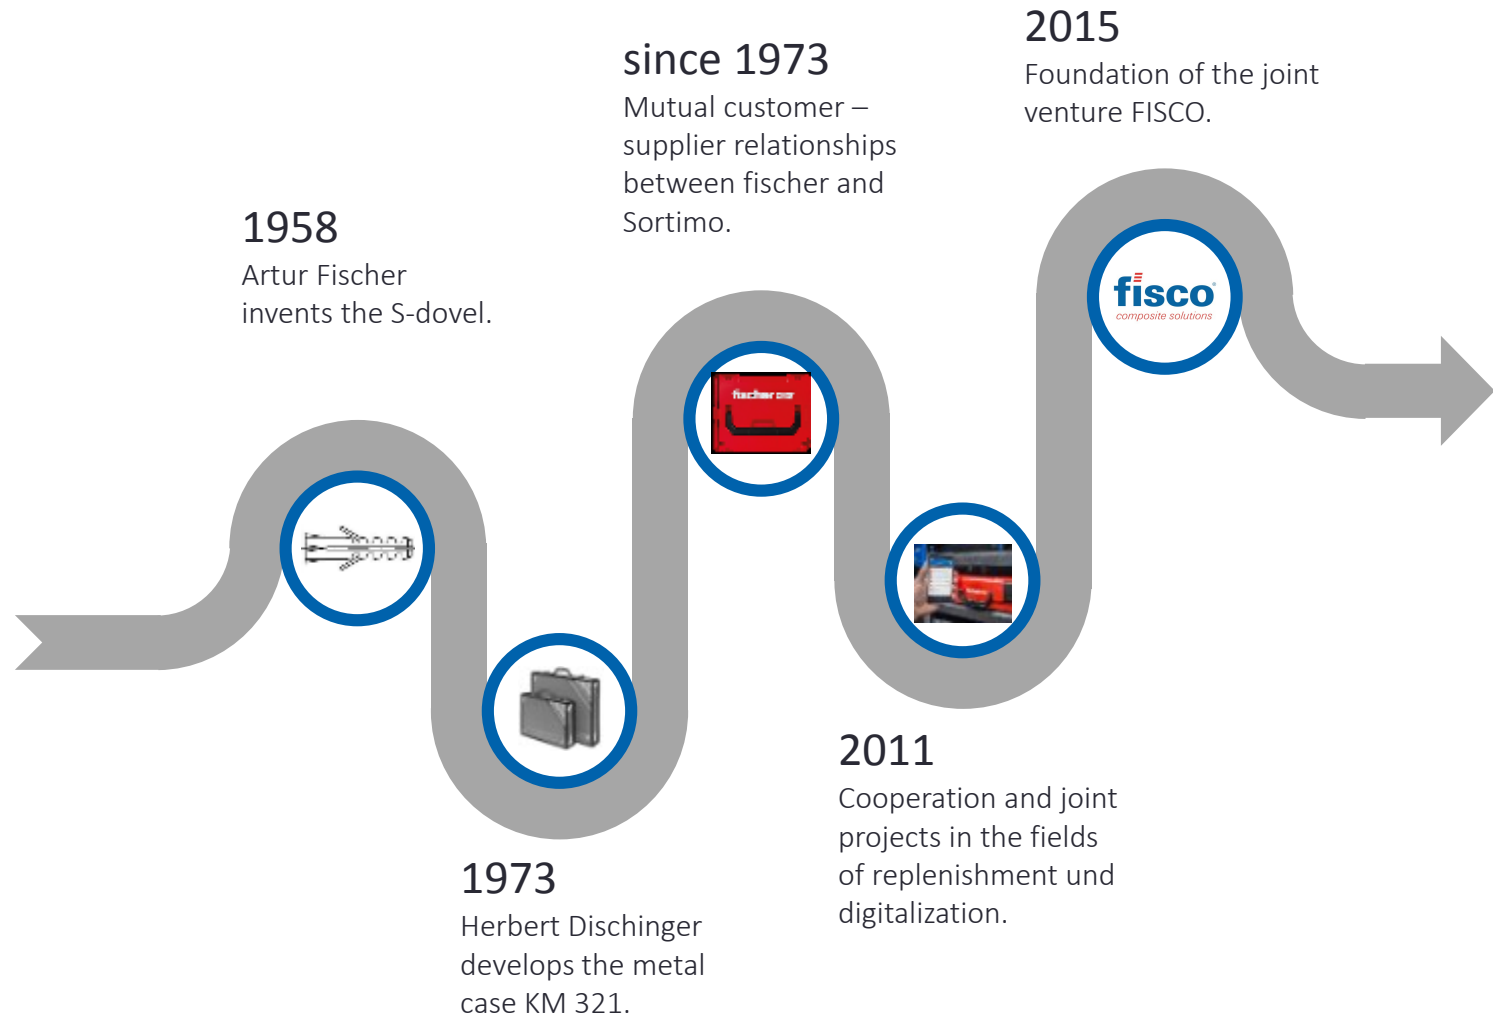 1958
Artur Fischer
invents the S-dovel.
1973
Herbert Dischinger
develops the metal
case KM 321.
since 1973
Mutual customer –
supplier relationships
between fischer and
Sortimo.
fischer
2011
Cooperation and joint
projects in the fields
of replenishment und
digitalization.
2015
Foundation of the joint
venture FISCO.
fisco
composite solutions